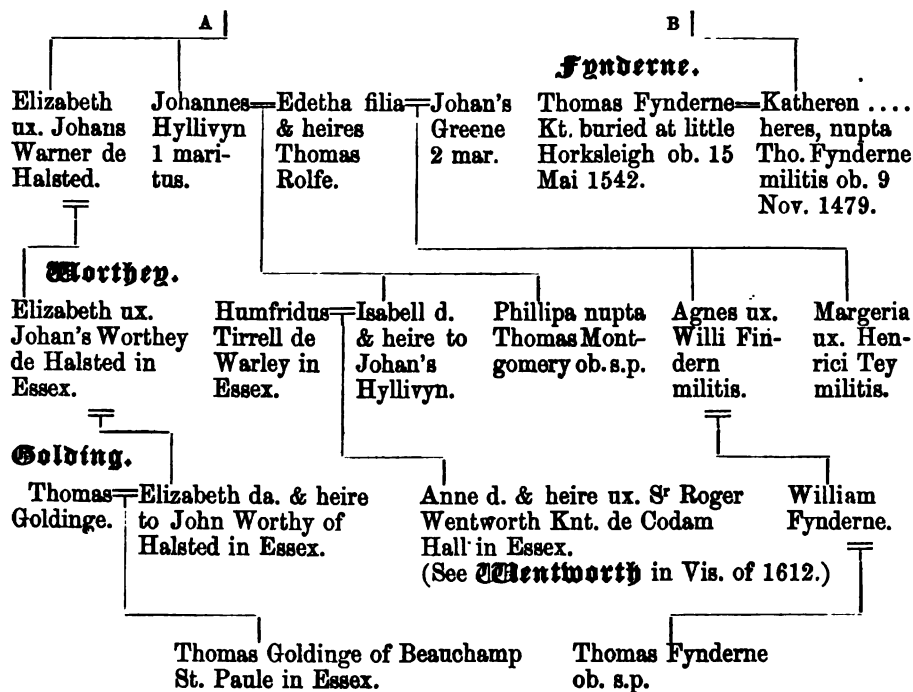 A B
Fynderne.
Elizabeth
ux. Johans
Warner de
Halsted.
Johannes
Hyllivyn
1 mari-
tus.
Edetha filia
& heires
Thomas
Rolfe.
Johan's
Greene
2 mar.
Thomas Fynderne
Kt. buried at little
Horksleigh ob. 15
Mai 1542.
Katheren ....
heres, nupta
Tho. Fynderne
militis ob. 9
Nov. 1479.
Worthey.
Elizabeth ux.
Johan's Worthey
de Halsted in
Essex.
Humfridus
Tirrell de
Warley in
Essex.
Isabell d.
& heire to
Johan's
Hyllivyn.
Phillipa nupta
Thomas Mont-
gomery ob. s.p.
Agnes ux.
Willi Fin-
dern
militis.
Margeria
ux. Hen-
rici Tey
militis.
Golding.
Thomas
Goldinge.
Elizabeth da. & heire
to John Worthy of
Halsted in Essex.
Anne d. & heire ux. Sr Roger
Wentworth Knt. de Codam
Hall in Essex.
(See Wentworth in Vis. of 1612.)
William
Fynderne.
Thomas Goldinge of Beauchamp
St. Paule in Essex.
Thomas Fynderne
ob. s.p.